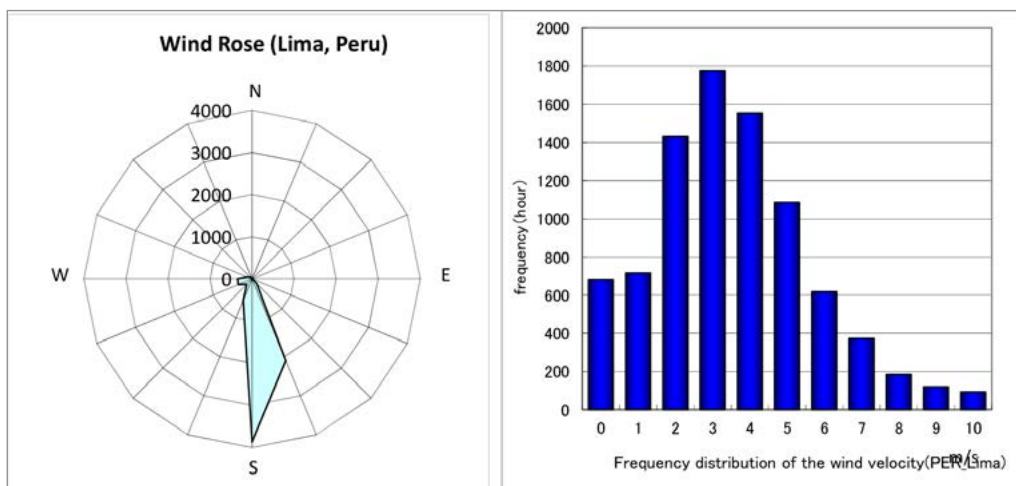 Wind Rose (Lima, Peru)
N
4000
3000
2000
1000
0
W
E
S
2000
1800
1600
1400
1200
1000
800
600
400
200
0
frequency(hour)
0 1 2 3 4 5 6 7 8 9 10
m/s
Frequency distribution of the wind velocity(PER_Lima)